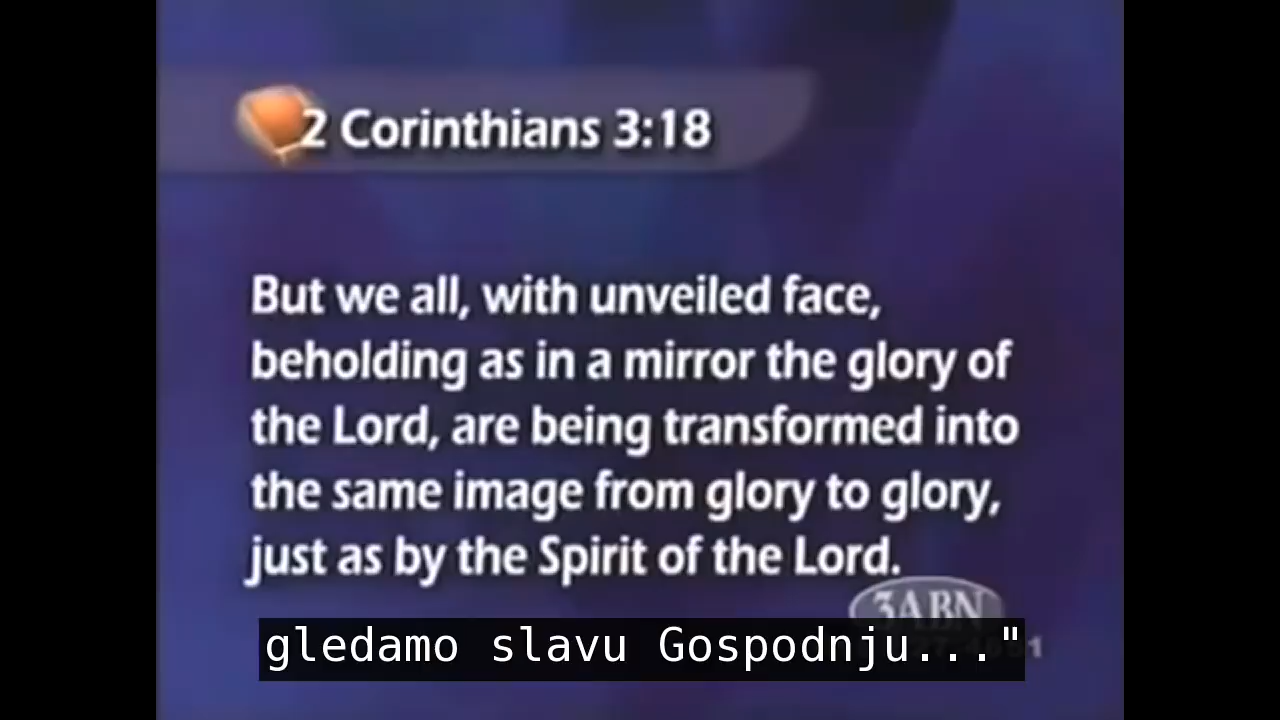 2 Corinthians 3:18
But we all, with unveiled face,
beholding as in a mirror the glory of
the Lord, are being transformed into
the same image from glory to glory,
just as by the Spirit of the Lord.
3ABN
gledamo slavu Gospodnju..."